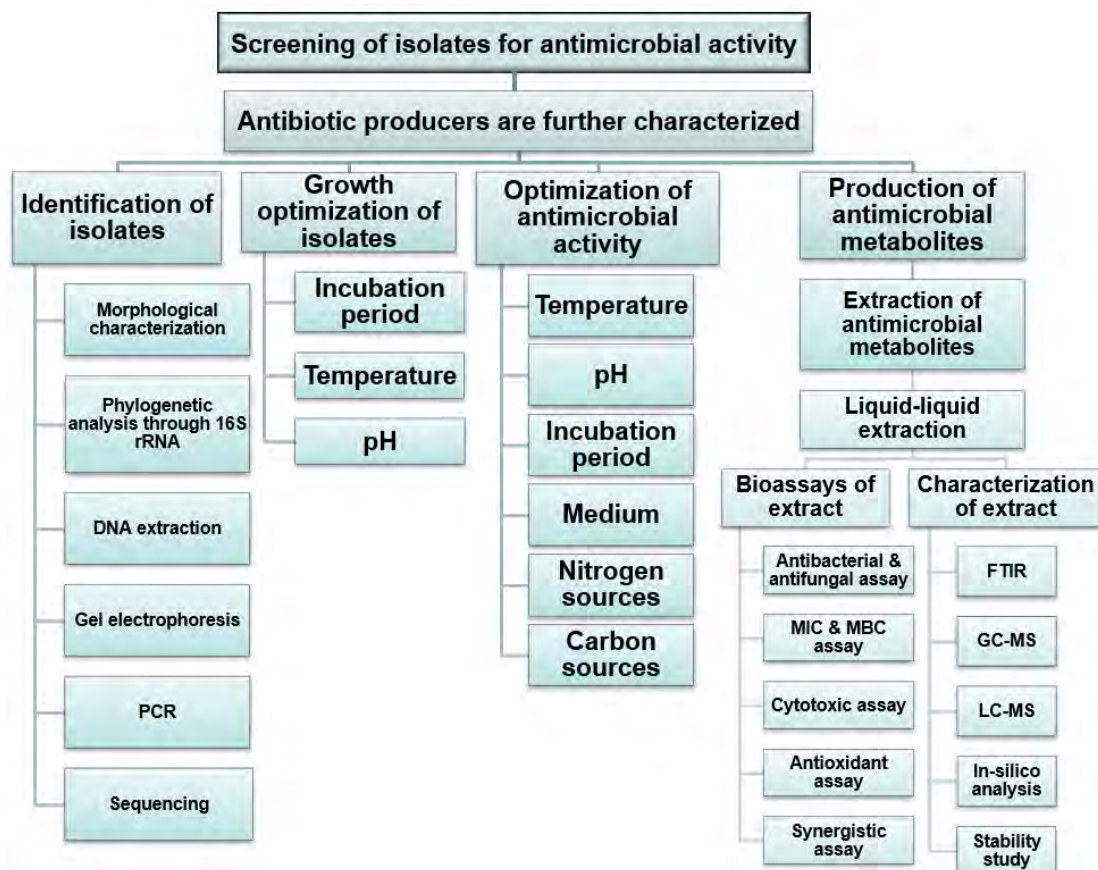 Screening of isolates for antimicrobial activity
Antibiotic producers are further characterized
Identification of
isolates
Morphological
characterization
Phylogenetic
analysis through 16S
rRNA
DNA extraction
Gel electrophoresis
PCR
Sequencing
Growth
optimization of
isolates
Incubation
period
Temperature
pH
Optimization of
antimicrobial
activity
Temperature
pH
Incubation
period
Medium
Nitrogen
sources
Carbon
sources
Production of
antimicrobial
metabolites
Extraction of
antimicrobial
metabolites
Liquid-liquid
extraction
Bioassays of
extract
Antibacterial &
antifungal assay
MIC & MBC
assay
Cytotoxic assay
Antioxidant
assay
Synergistic
assay
Characterization
of extract
FTIR
GC-MS
LC-MS
In-silico
analysis
Stability
study